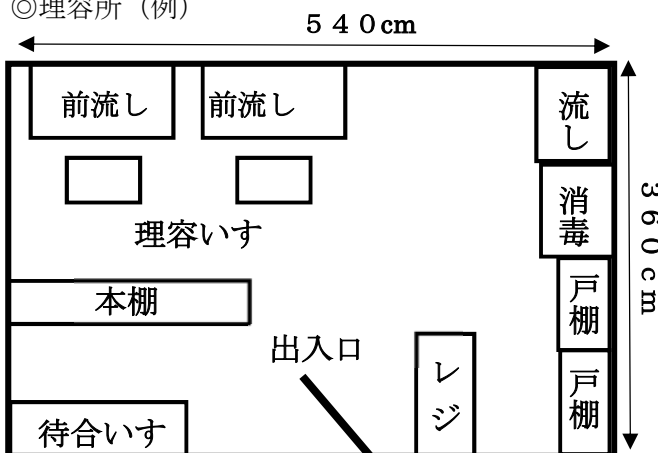 ◎理容所（例）
５４０cm
前流し
前流し
流し
消毒
３６０cm
理容いす
戸棚
本棚
出入口
レジ
戸棚
待合いす